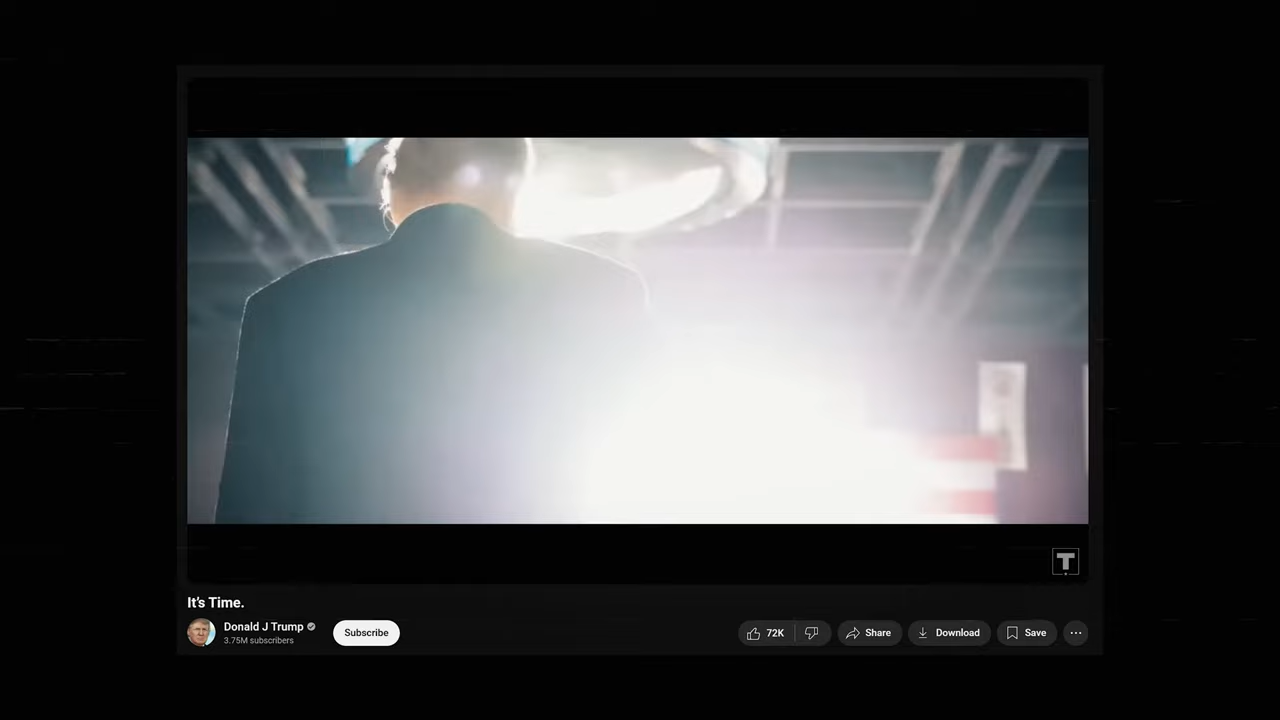 T
It's Time.
Donald J Trump
3.75M subscribers
Subscribe
72K
Share
Download
Save